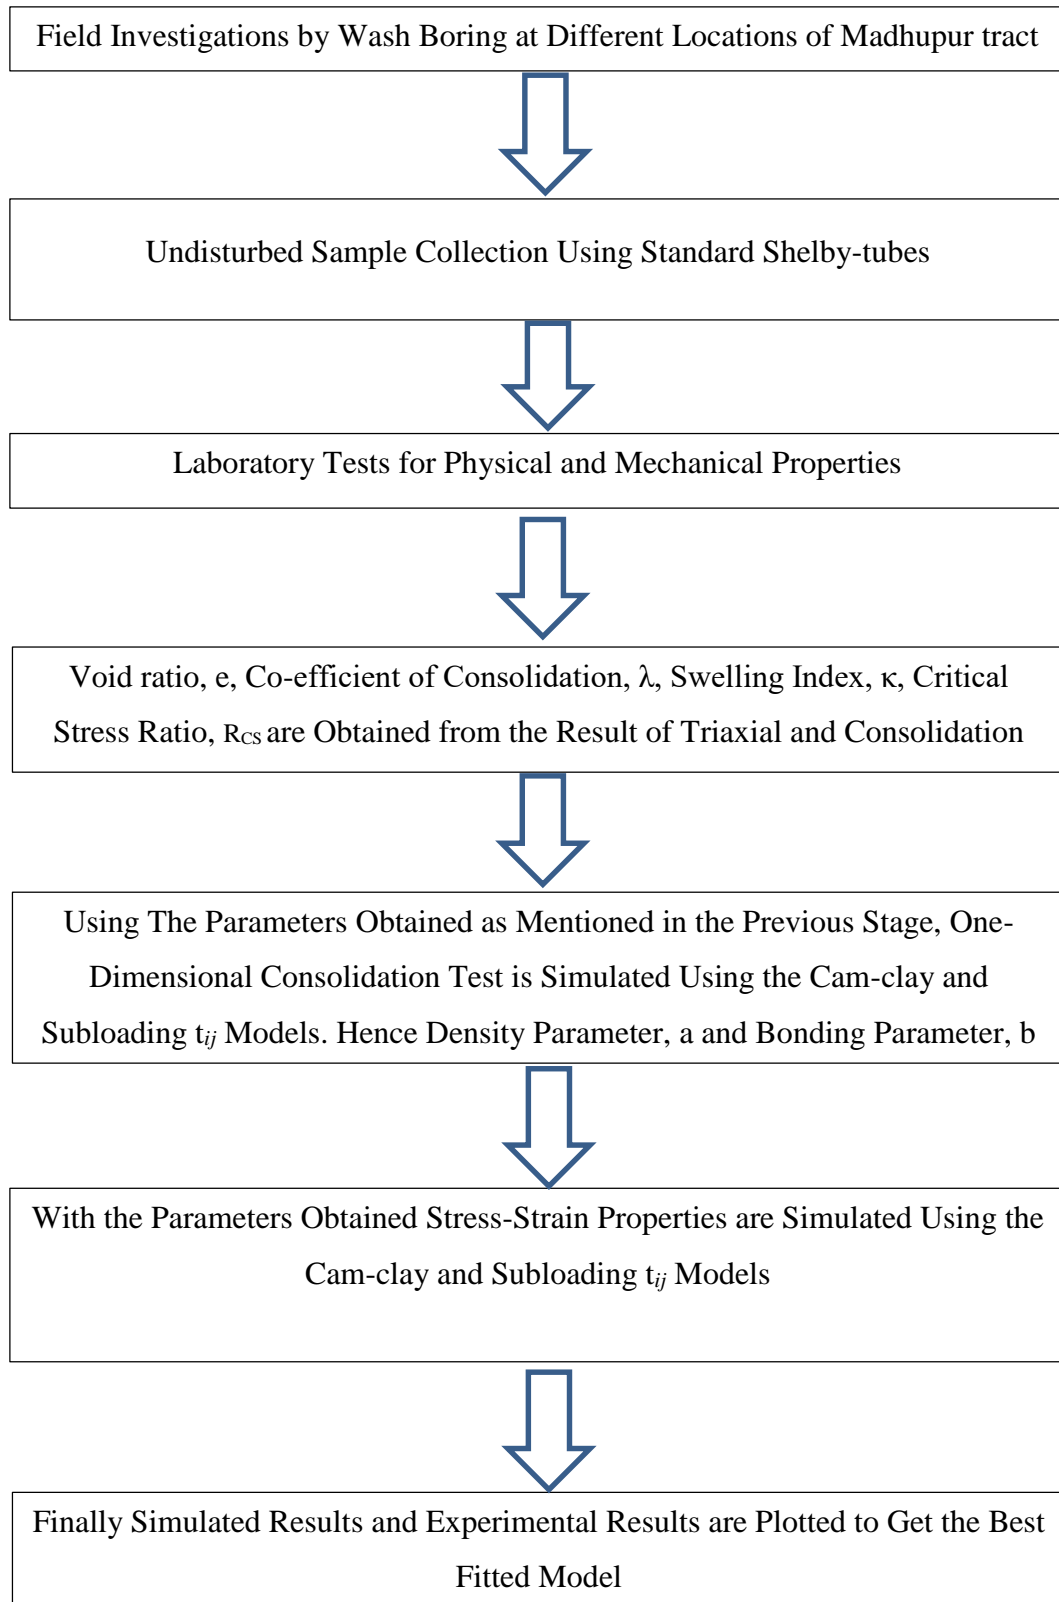 Field Investigations by Wash Boring at Different Locations of Madhupur tract
Undisturbed Sample Collection Using Standard Shelby-tubes
Laboratory Tests for Physical and Mechanical Properties
Void ratio, e, Co-efficient of Consolidation, λ, Swelling Index, κ, Critical
Stress Ratio, RCS are Obtained from the Result of Triaxial and Consolidation
Using The Parameters Obtained as Mentioned in the Previous Stage, One-
Dimensional Consolidation Test is Simulated Using the Cam-clay and
Subloading tij Models. Hence Density Parameter, a and Bonding Parameter, b
With the Parameters Obtained Stress-Strain Properties are Simulated Using the
Cam-clay and Subloading tij Models
Finally Simulated Results and Experimental Results are Plotted to Get the Best
Fitted Model